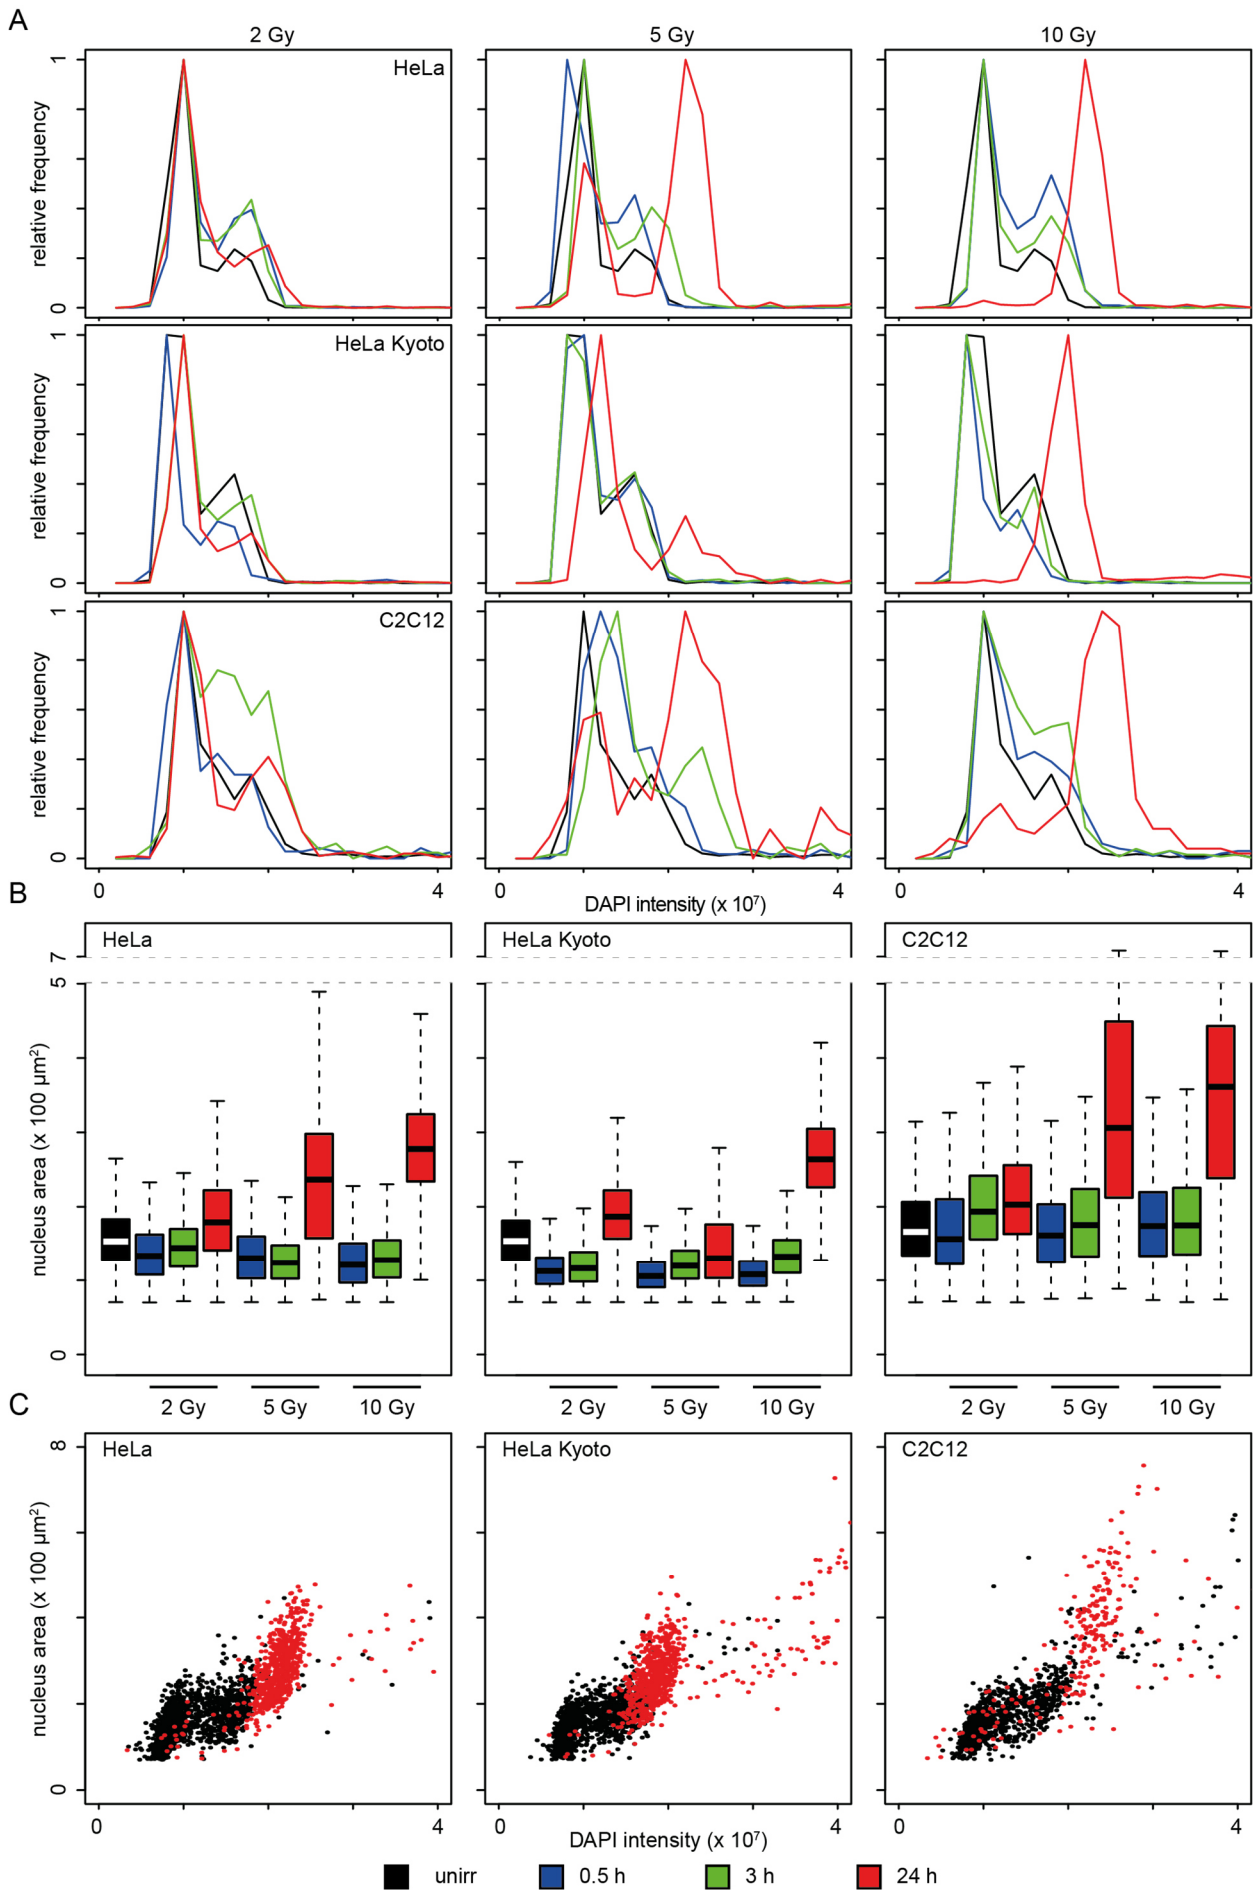 A
2 Gy 5 Gy 10 Gy
1 HeLa
relative frequency
0
1 HeLa Kyoto
relative frequency
0
1 C2C12
relative frequency
0
0 4 0 4 0 4
DAPI intensity (x 10⁷)
B
HeLa HeLa Kyoto C2C12
7
5
nucleus area (x 100 µm²)
0
2 Gy 5 Gy 10 Gy 2 Gy 5 Gy 10 Gy 2 Gy 5 Gy 10 Gy
C
HeLa HeLa Kyoto C2C12
8
nucleus area (x 100 µm²)
0
0 4 0 4 0 4
DAPI intensity (x 10⁷)
unirr 0.5 h 3 h 24 h